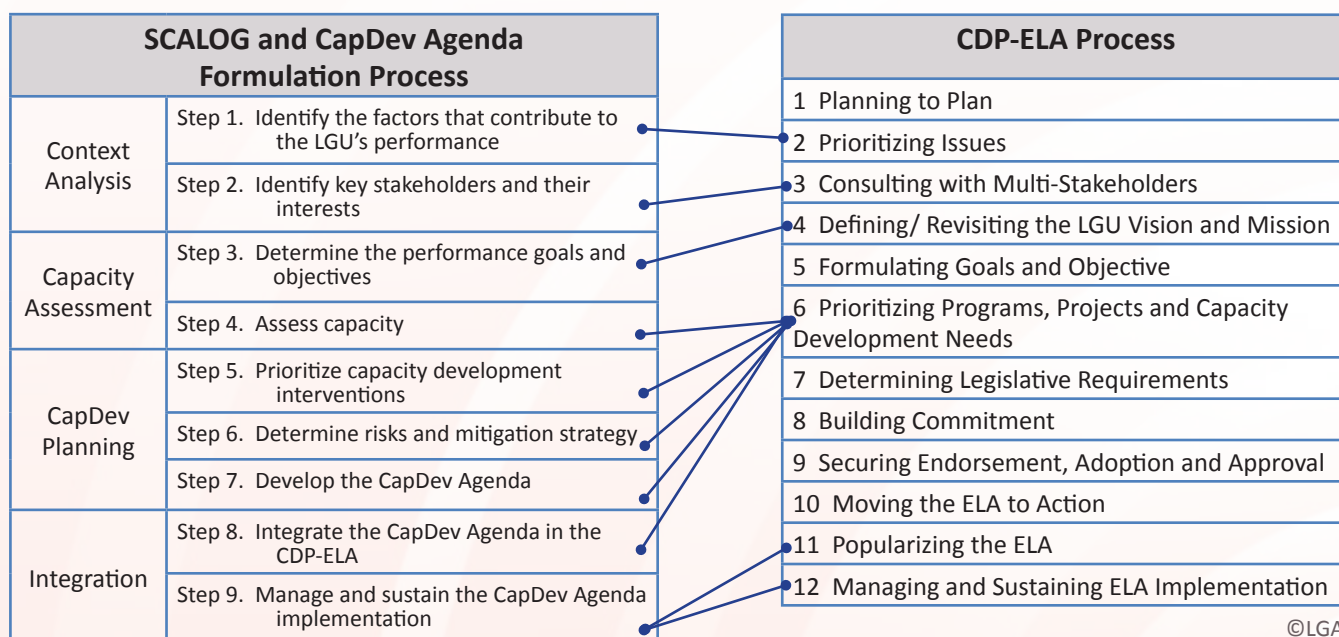 SCALOG and CapDev Agenda
Formulation Process
Context
Analysis
Step 1. Identify the factors that contribute to
the LGU's performance
Step 2. Identify key stakeholders and their
interests
Capacity
Assessment
Step 3. Determine the performance goals and
objectives
Step 4. Assess capacity
CapDev
Planning
Step 5. Prioritize capacity development
interventions
Step 6. Determine risks and mitigation strategy
Step 7. Develop the CapDev Agenda
Integration
Step 8. Integrate the CapDev Agenda in the
CDP-ELA
Step 9. Manage and sustain the CapDev Agenda
implementation
CDP-ELA Process
1 Planning to Plan
2 Prioritizing Issues
3 Consulting with Multi-Stakeholders
4 Defining/ Revisiting the LGU Vision and Mission
5 Formulating Goals and Objective
6 Prioritizing Programs, Projects and Capacity
Development Needs
7 Determining Legislative Requirements
8 Building Commitment
9 Securing Endorsement, Adoption and Approval
10 Moving the ELA to Action
11 Popularizing the ELA
12 Managing and Sustaining ELA Implementation
©LGA